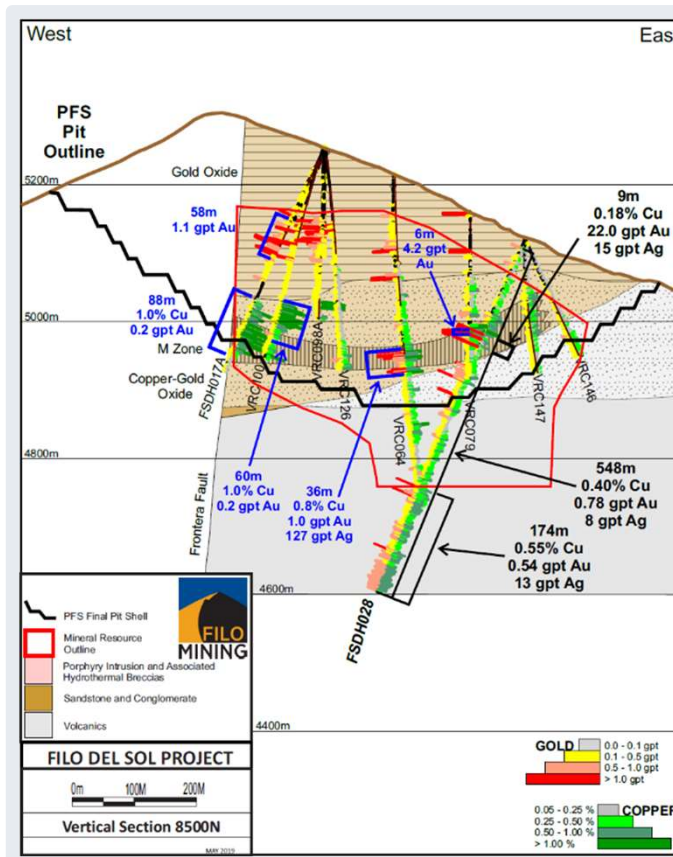 West
East
PFS
Pit
Outline
Gold Oxide
5200m
58m
1.1 gpt Au
6m
4.2 gpt
Au
9m
0.18% Cu
22.0 gpt Au
15 gpt Ag
88m
1.0% Cu
0.2 gpt Au
5000m
M Zone
Copper-Gold
Oxide
FSDH017A
VRC100
VRC098A
VRC126
VRC064
VRC079
VRC147
VRC146
4800m
60m
1.0% Cu
0.2 gpt Au
36m
0.8% Cu
1.0 gpt Au
127 gpt Ag
548m
0.40% Cu
0.78 gpt Au
8 gpt Ag
174m
0.55% Cu
0.54 gpt Au
13 gpt Ag
Frontera Fault
4600m
FSDH028
PFS Final Pit Shell
Mineral Resource
Outline
Porphyry Intrusion and Associated
Hydrothermal Breccias
Sandstone and Conglomerate
Volcanics
FILO
MINING
4400m
FILO DEL SOL PROJECT
0m 100M 200M
Vertical Section 8500N
MAY 2019
GOLD
0.0 - 0.1 gpt
0.1 - 0.5 gpt
0.5 - 1.0 gpt
> 1.0 gpt
0.05 - 0.25 %
COPPER
0.25 - 0.50 %
0.50 - 1.00 %
> 1.00 %